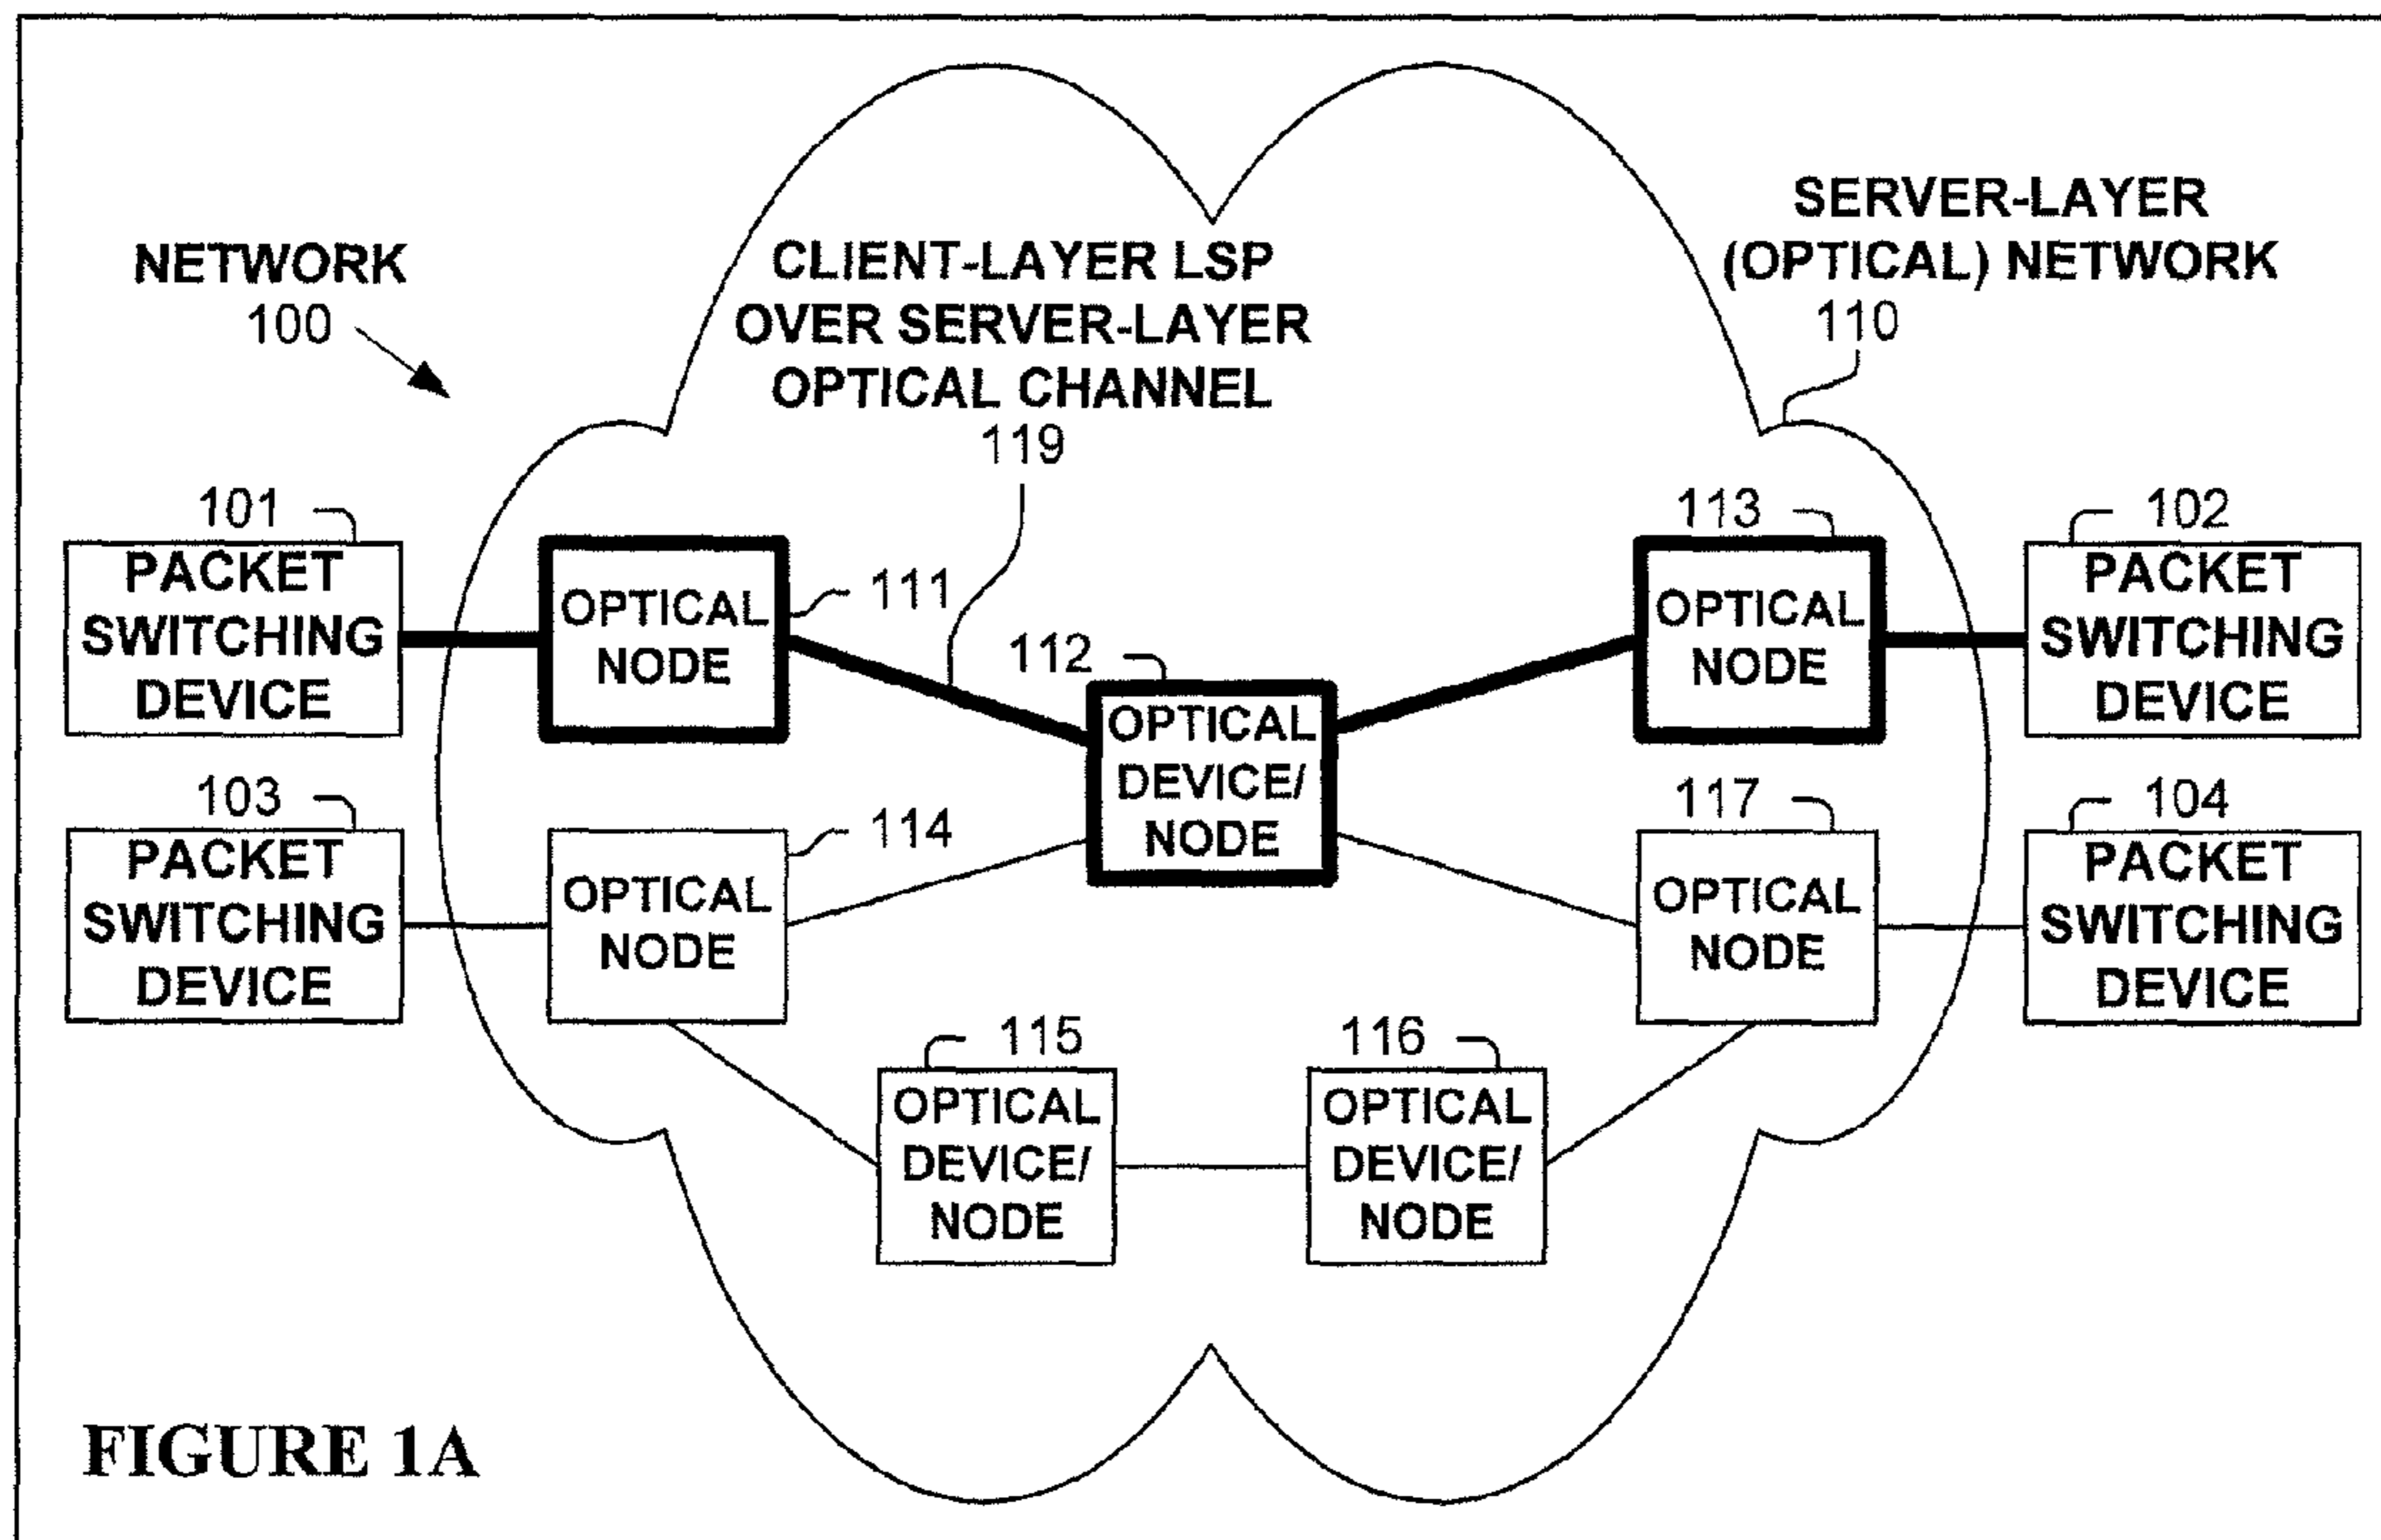 NETWORK
100
CLIENT-LAYER LSP
OVER SERVER-LAYER
OPTICAL CHANNEL
119
SERVER-LAYER
(OPTICAL) NETWORK
110
101
PACKET
SWITCHING
DEVICE
OPTICAL
NODE
111
112
OPTICAL
DEVICE/
NODE
113
OPTICAL
NODE
102
PACKET
SWITCHING
DEVICE
103
PACKET
SWITCHING
DEVICE
114
OPTICAL
NODE
117
OPTICAL
NODE
104
PACKET
SWITCHING
DEVICE
115
OPTICAL
DEVICE/
NODE
116
OPTICAL
DEVICE/
NODE
FIGURE 1A